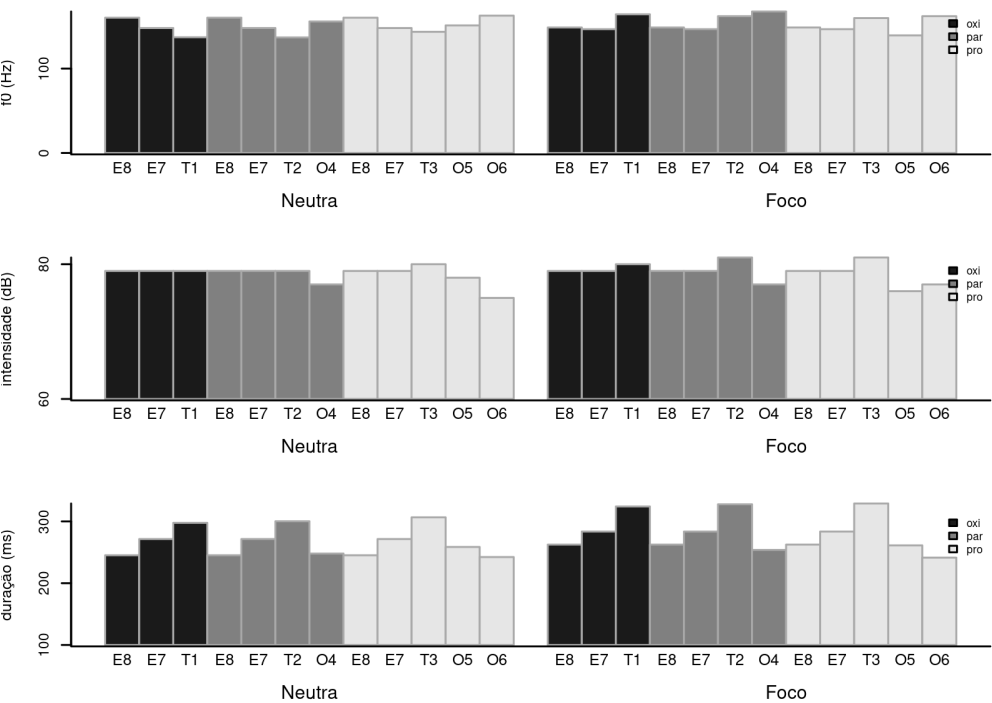 f0 (Hz)
100
0
oxi
par
pro
E8 E7 T1 E8 E7 T2 O4 E8 E7 T3 O5 O6 E8 E7 T1 E8 E7 T2 O4 E8 E7 T3 O5 O6
Neutra Foco
intensidade (dB)
80
60
oxi
par
pro
E8 E7 T1 E8 E7 T2 O4 E8 E7 T3 O5 O6 E8 E7 T1 E8 E7 T2 O4 E8 E7 T3 O5 O6
Neutra Foco
duração (ms)
300
200
100
oxi
par
pro
E8 E7 T1 E8 E7 T2 O4 E8 E7 T3 O5 O6 E8 E7 T1 E8 E7 T2 O4 E8 E7 T3 O5 O6
Neutra Foco